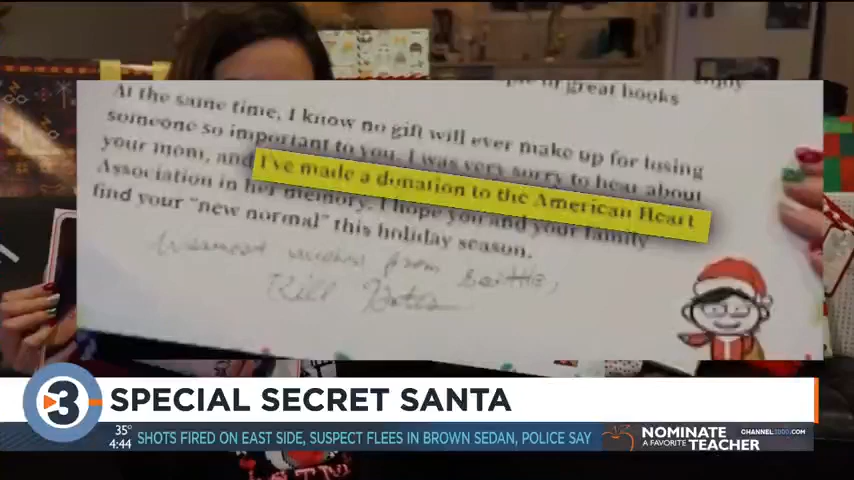 ple of great books
At the same time, I know no gift will ever make up for losing
someone so important to you. I was very sorry to hear about
your mom, and I've made a donation to the American Heart
Association in her memory. I hope you and your family
find your "new normal" this holiday season.
Warmest wishes from Seattle,
Bill Gates
3
SPECIAL SECRET SANTA
35°
4:44
SHOTS FIRED ON EAST SIDE, SUSPECT FLEES IN BROWN SEDAN, POLICE SAY
NOMINATE
A FAVORITE
TEACHER
CHANNEL3000.COM